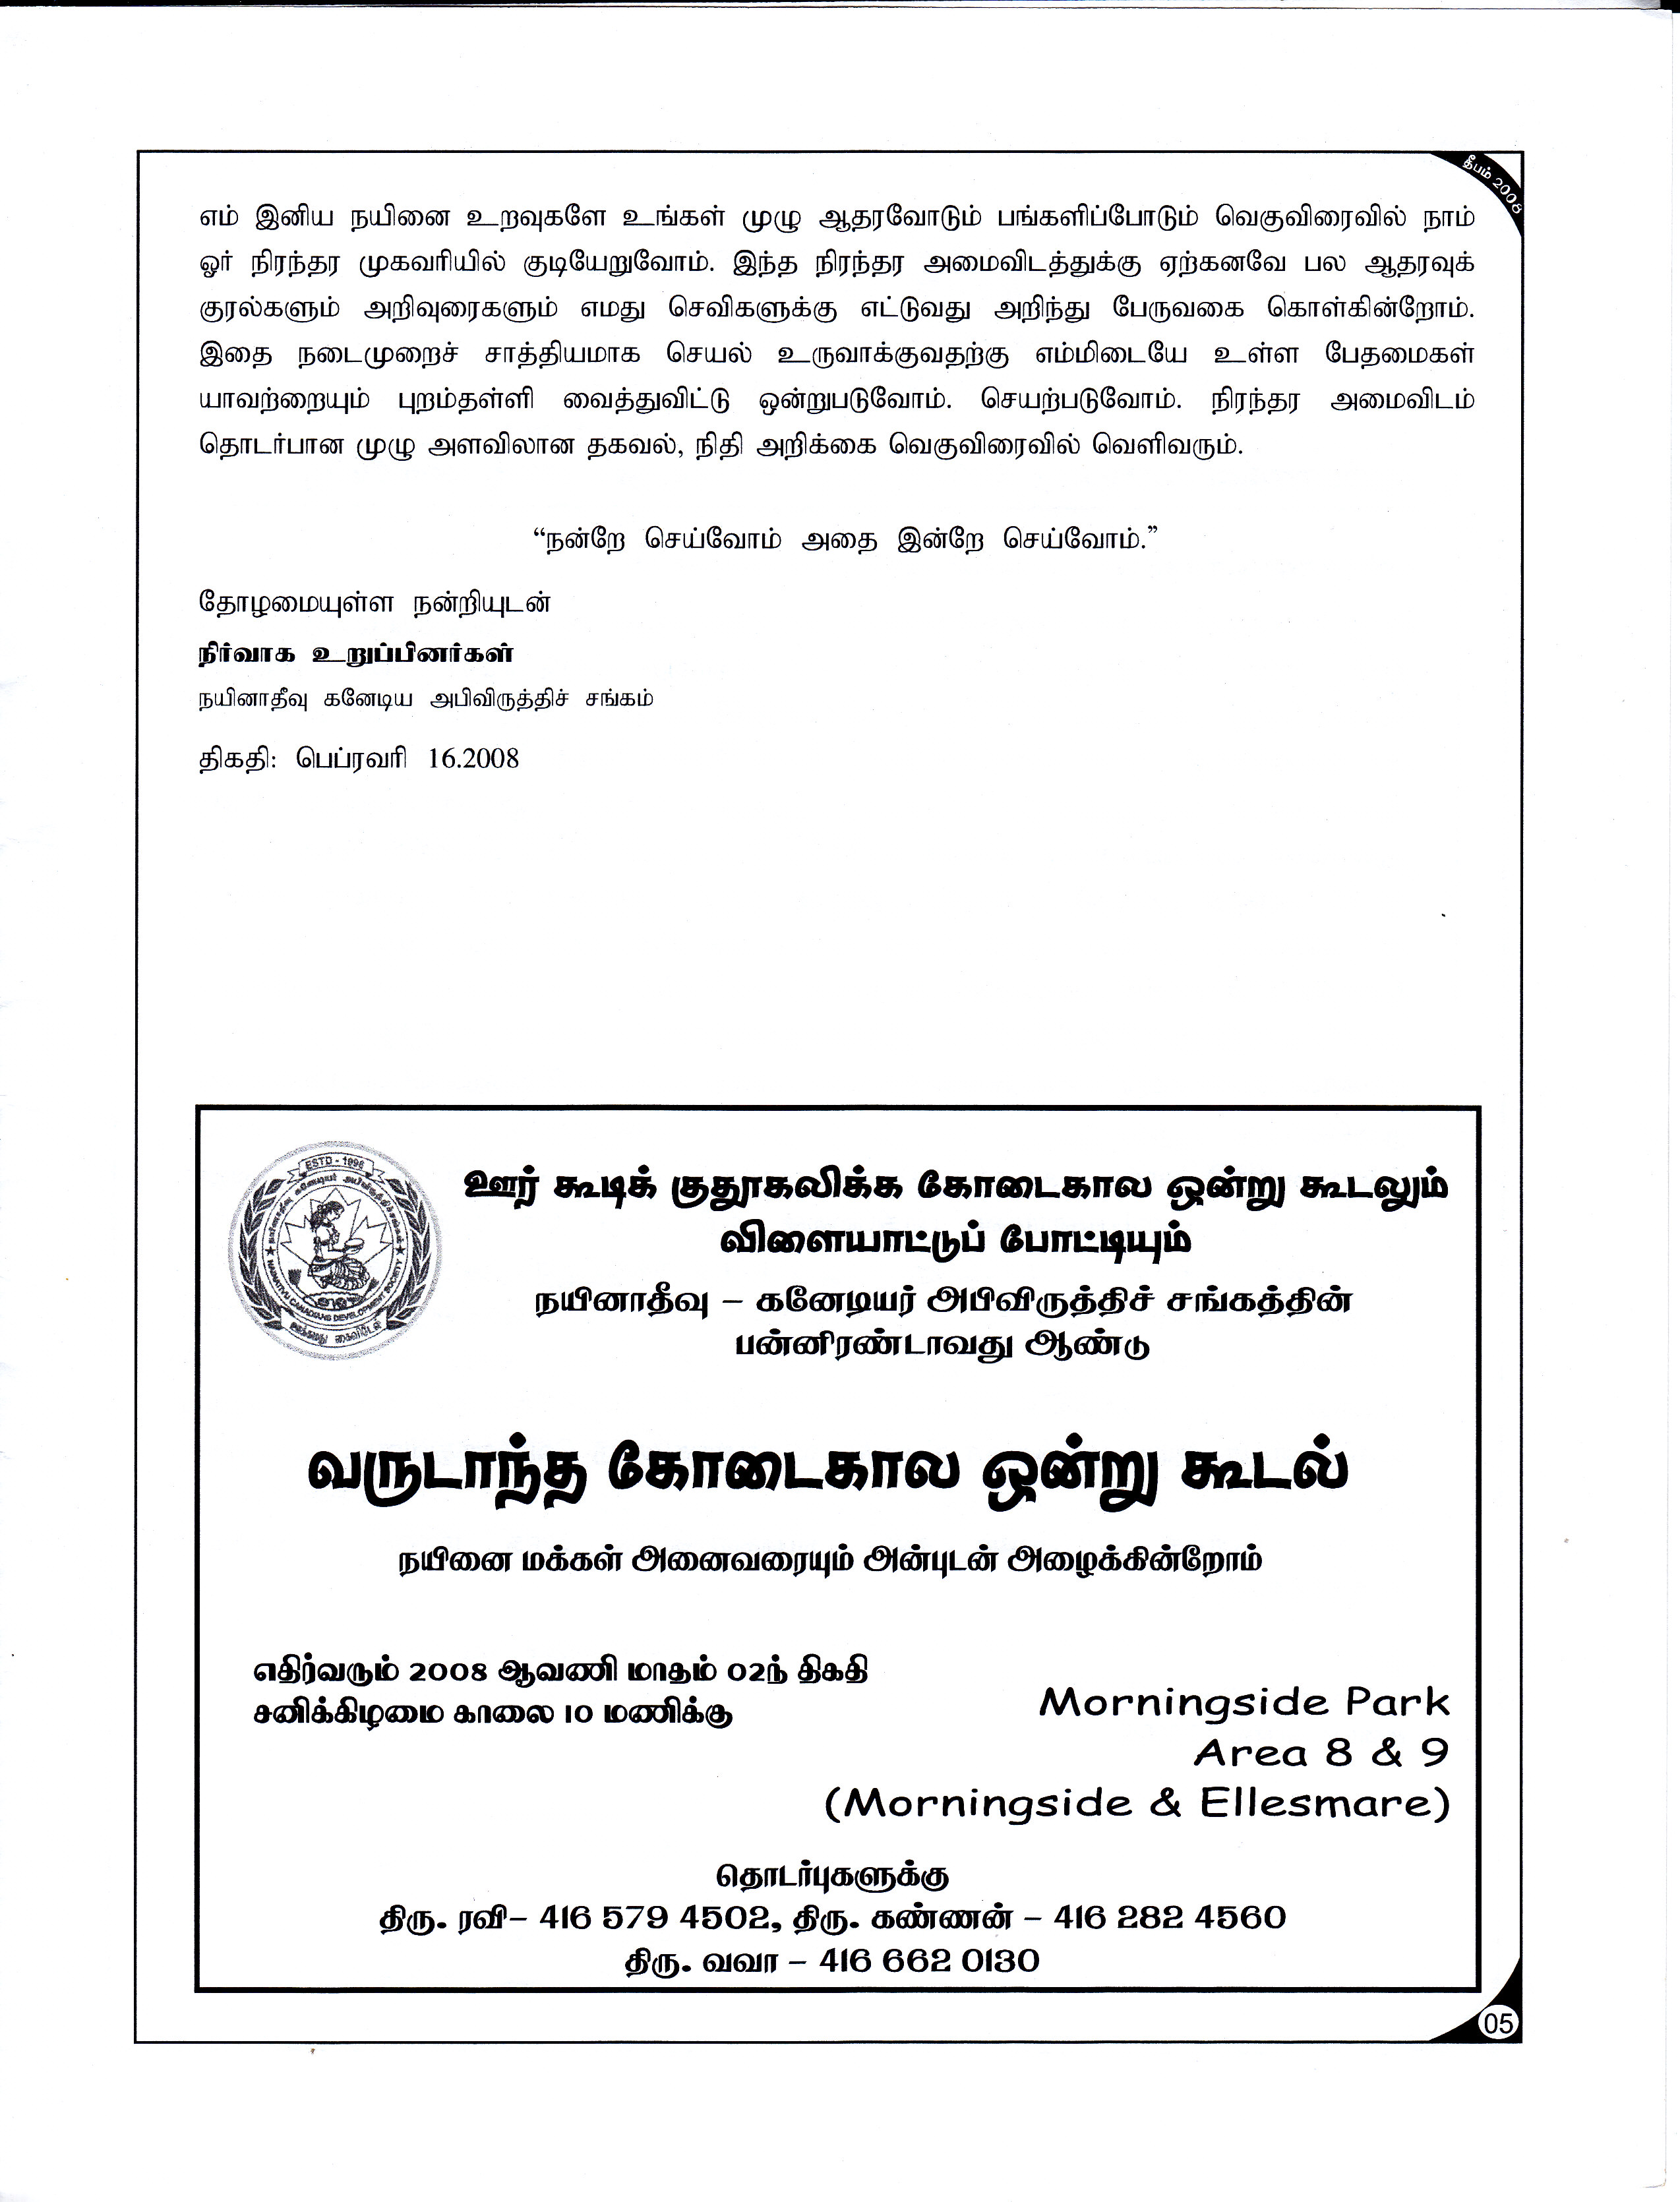 தீபம் 2008
எம் இனிய நயினை உறவுகளே உங்கள் முழு ஆதரவோடும் பங்களிப்போடும் வெகுவிரைவில் நாம்
ஓர் நிரந்தர முகவரியில் குடியேறுவோம். இந்த நிரந்தர அமைவிடத்துக்கு ஏற்கனவே பல ஆதரவுக்
குரல்களும் அறிவுரைகளும் எமது செவிகளுக்கு எட்டுவது அறிந்து பேருவகை கொள்கின்றோம்.
இதை நடைமுறைச் சாத்தியமாக செயல் உருவாக்குவதற்கு எம்மிடையே உள்ள பேதமைகள்
யாவற்றையும் புறம்தள்ளி வைத்துவிட்டு ஒன்றுபடுவோம். செயற்படுவோம். நிரந்தர அமைவிடம்
தொடர்பான முழு அளவிலான தகவல், நிதி அறிக்கை வெகுவிரைவில் வெளிவரும்.
“நன்றே செய்வோம் அதை இன்றே செய்வோம்.”
தோழமையுள்ள நன்றியுடன்
நிர்வாக உறுப்பினர்கள்
நயினாதீவு கனேடிய அபிவிருத்திச் சங்கம்
திகதி: பெப்ரவரி 16.2008
ESTD - 1996
நயினாதீவு கனேடியர் அபிவிருத்திச்சங்கம்
NAINATIVU CANADIANS DEVELOPMENT SOCIETY
ஊர் கூடிக் குதூகலிக்க கோடைகால ஒன்று கூடலும்
விளையாட்டுப் போட்டியும்
நயினாதீவு – கனேடியர் அபிவிருத்திச் சங்கத்தின்
பன்னிரண்டாவது ஆண்டு
வருடாந்த கோடைகால ஒன்று கூடல்
நயினை மக்கள் அனைவரையும் அன்புடன் அழைக்கின்றோம்
எதிர்வரும் 2008 ஆவணி மாதம் 02ந் திகதி
சனிக்கிழமை காலை 10 மணிக்கு
Morningside Park
Area 8 & 9
(Morningside & Ellesmare)
தொடர்புகளுக்கு
திரு. ரவி– 416 579 4502, திரு. கண்ணன் – 416 282 4560
திரு. வவா – 416 662 0130
05